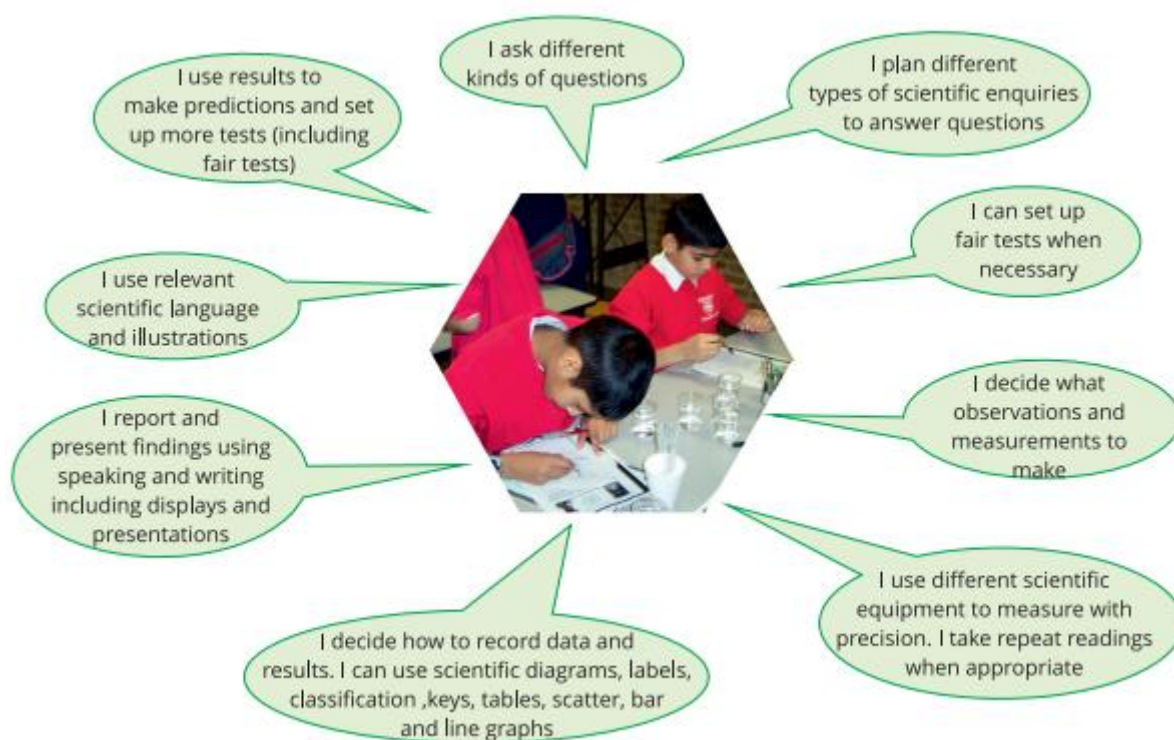 I ask different
kinds of questions
I plan different
types of scientific enquiries
to answer questions
I can set up
fair tests when
necessary
I decide what
observations and
measurements to
make
I use different scientific
equipment to measure with
precision. I take repeat readings
when appropriate
I decide how to record data and
results. I can use scientific diagrams, labels,
classification ,keys, tables, scatter, bar
and line graphs
I report and
present findings using
speaking and writing
including displays and
presentations
I use relevant
scientific language
and illustrations
I use results to
make predictions and set
up more tests (including
fair tests)